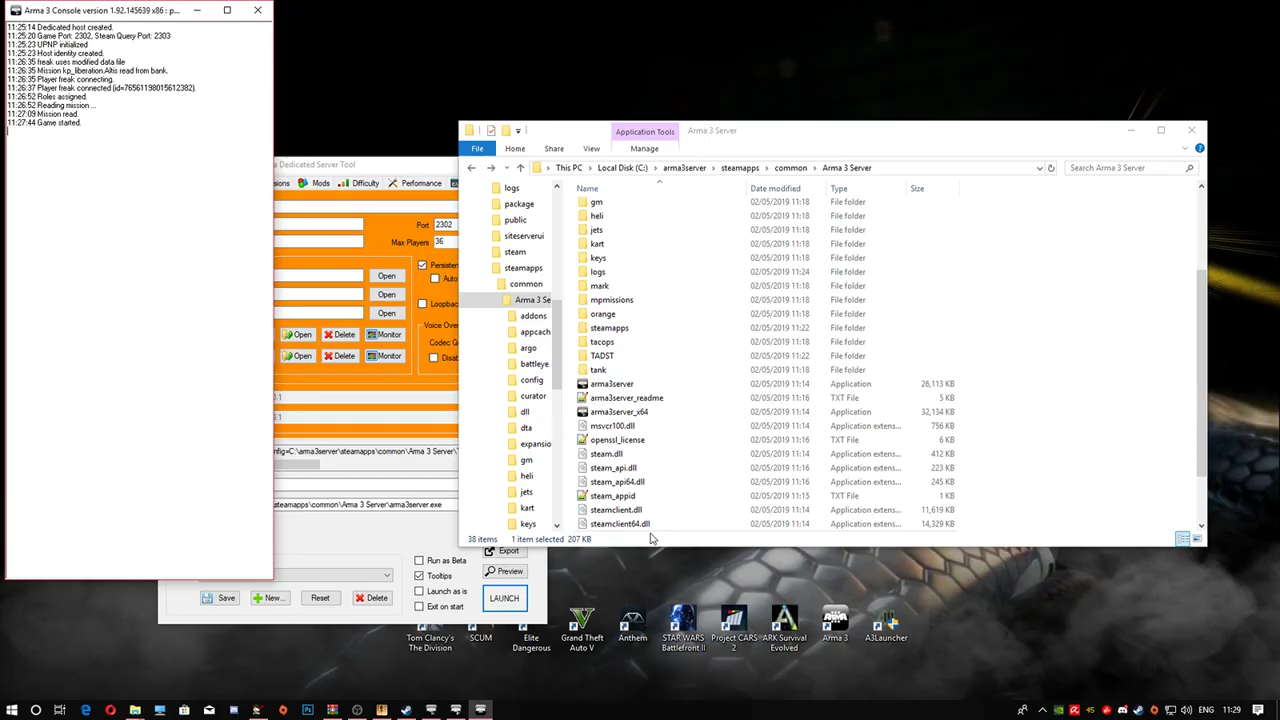 Arma 3 Console version 1.92.145639 x86 : p...
11:25:14 Dedicated host created.
11:25:20 Game Port: 2302, Steam Query Port: 2303
11:25:23 UPNP initialized
11:25:23 Host identity created.
11:26:35 freak uses modified data file
11:26:35 Mission kp_liberation.Altis read from bank.
11:26:35 Player freak connecting.
11:26:37 Player freak connected (id=76561198015612382).
11:26:52 Roles assigned.
11:26:52 Reading mission ...
11:27:09 Mission read.
11:27:44 Game started.
Dedicated Server Tool
Mods
Difficulty
Performance
Port
2302
Max Players
36
Persisten
Auto
Loopback
Voice Over
Codec Qu
Disab
Open
Open
Open
Open
Delete
Monitor
Open
Delete
Monitor
0.1
0.1
nfig=C:\arma3server\steamapps\common\Arma 3 Server\
steamapps\common\Arma 3 Server\arma3server.exe
Run as Beta
Tooltips
Launch as is
Exit on start
Export
Preview
LAUNCH
Save
New...
Reset
Delete
Application Tools
Arma 3 Server
File
Home
Share
View
Manage
This PC
Local Disk (C:)
arma3server
steamapps
common
Arma 3 Server
Search Arma 3 Server
logs
package
public
siteserverui
steam
steamapps
common
Arma 3 Se
addons
appcach
argo
battleye
config
curator
dll
dta
expansio
gm
heli
jets
kart
keys
Name
Date modified
Type
Size
gm 02/05/2019 11:18 File folder
heli 02/05/2019 11:18 File folder
jets 02/05/2019 11:18 File folder
kart 02/05/2019 11:18 File folder
keys 02/05/2019 11:18 File folder
logs 02/05/2019 11:24 File folder
mark 02/05/2019 11:18 File folder
mpmissions 02/05/2019 11:18 File folder
orange 02/05/2019 11:18 File folder
steamapps 02/05/2019 11:22 File folder
tacops 02/05/2019 11:18 File folder
TADST 02/05/2019 11:22 File folder
tank 02/05/2019 11:18 File folder
arma3server 02/05/2019 11:14 Application 26,113 KB
arma3server_readme 02/05/2019 11:16 TXT File 5 KB
arma3server_x64 02/05/2019 11:14 Application 32,134 KB
msvcr100.dll 02/05/2019 11:14 Application extens... 756 KB
openssl_license 02/05/2019 11:16 TXT File 6 KB
steam.dll 02/05/2019 11:14 Application extens... 412 KB
steam_api.dll 02/05/2019 11:16 Application extens... 223 KB
steam_api64.dll 02/05/2019 11:16 Application extens... 245 KB
steam_appid 02/05/2019 11:15 TXT File 1 KB
steamclient.dll 02/05/2019 11:14 Application extens... 11,619 KB
steamclient64.dll 02/05/2019 11:14 Application extens... 14,329 KB
38 items
1 item selected 207 KB
Tom Clancy's
The Division
SCUM
Elite
Dangerous
Grand Theft
Auto V
Anthem
STAR WARS
Battlefront II
Project CARS
2
ARK Survival
Evolved
Arma 3
A3Launcher
ENG
11:29